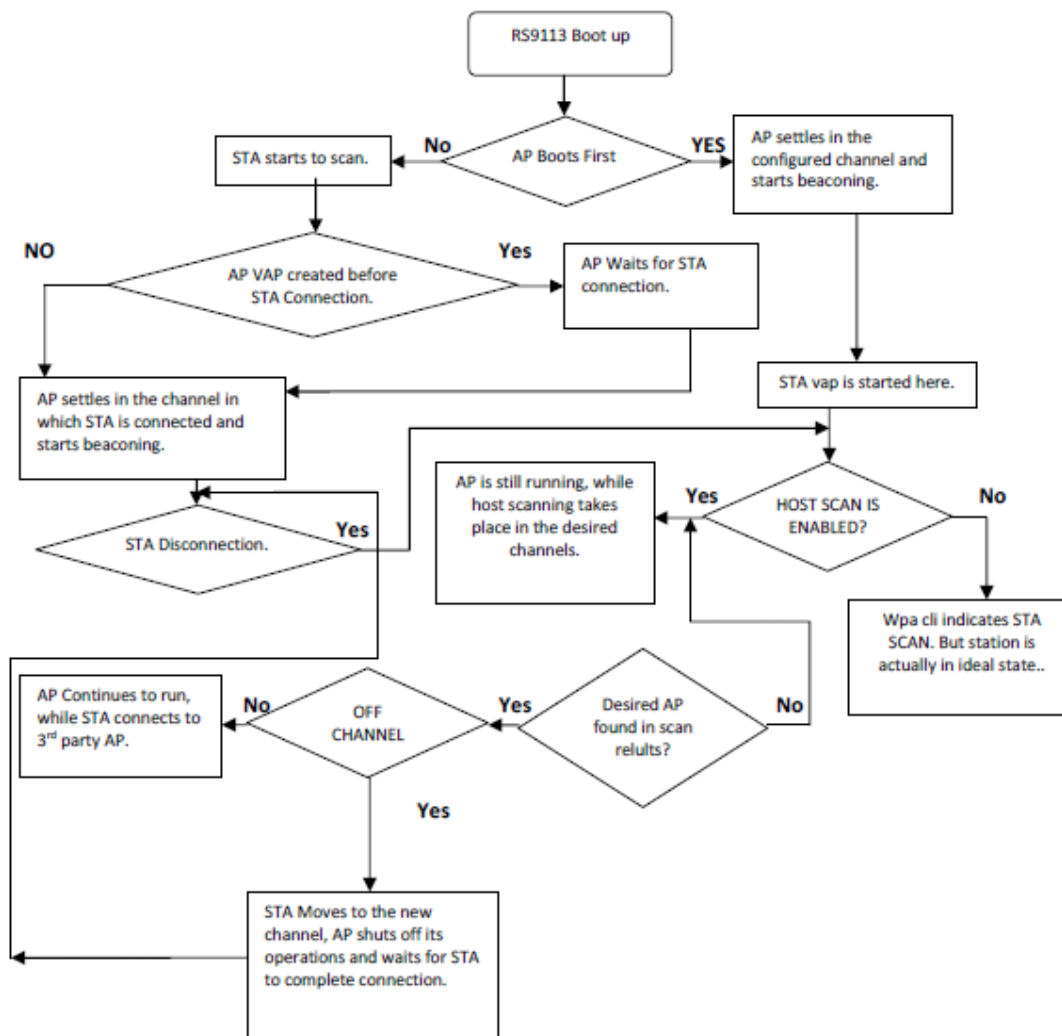 RS9113 Boot up
No
YES
AP Boots First
STA starts to scan.
AP settles in the
configured channel and
starts beaconing.
NO
Yes
AP VAP created before
STA Connection.
AP Waits for STA
connection.
STA vap is started here.
AP settles in the channel in
which STA is connected and
starts beaconing.
AP is still running, while
host scanning takes
place in the desired
channels.
Yes
No
HOST SCAN IS
ENABLED?
STA Disconnection.
Yes
Wpa cli indicates STA
SCAN. But station is
actually in ideal state..
AP Continues to run,
while STA connects to
3rd party AP.
No
OFF
CHANNEL
Yes
Desired AP
found in scan
relults?
No
Yes
STA Moves to the new
channel, AP shuts off its
operations and waits for STA
to complete connection.